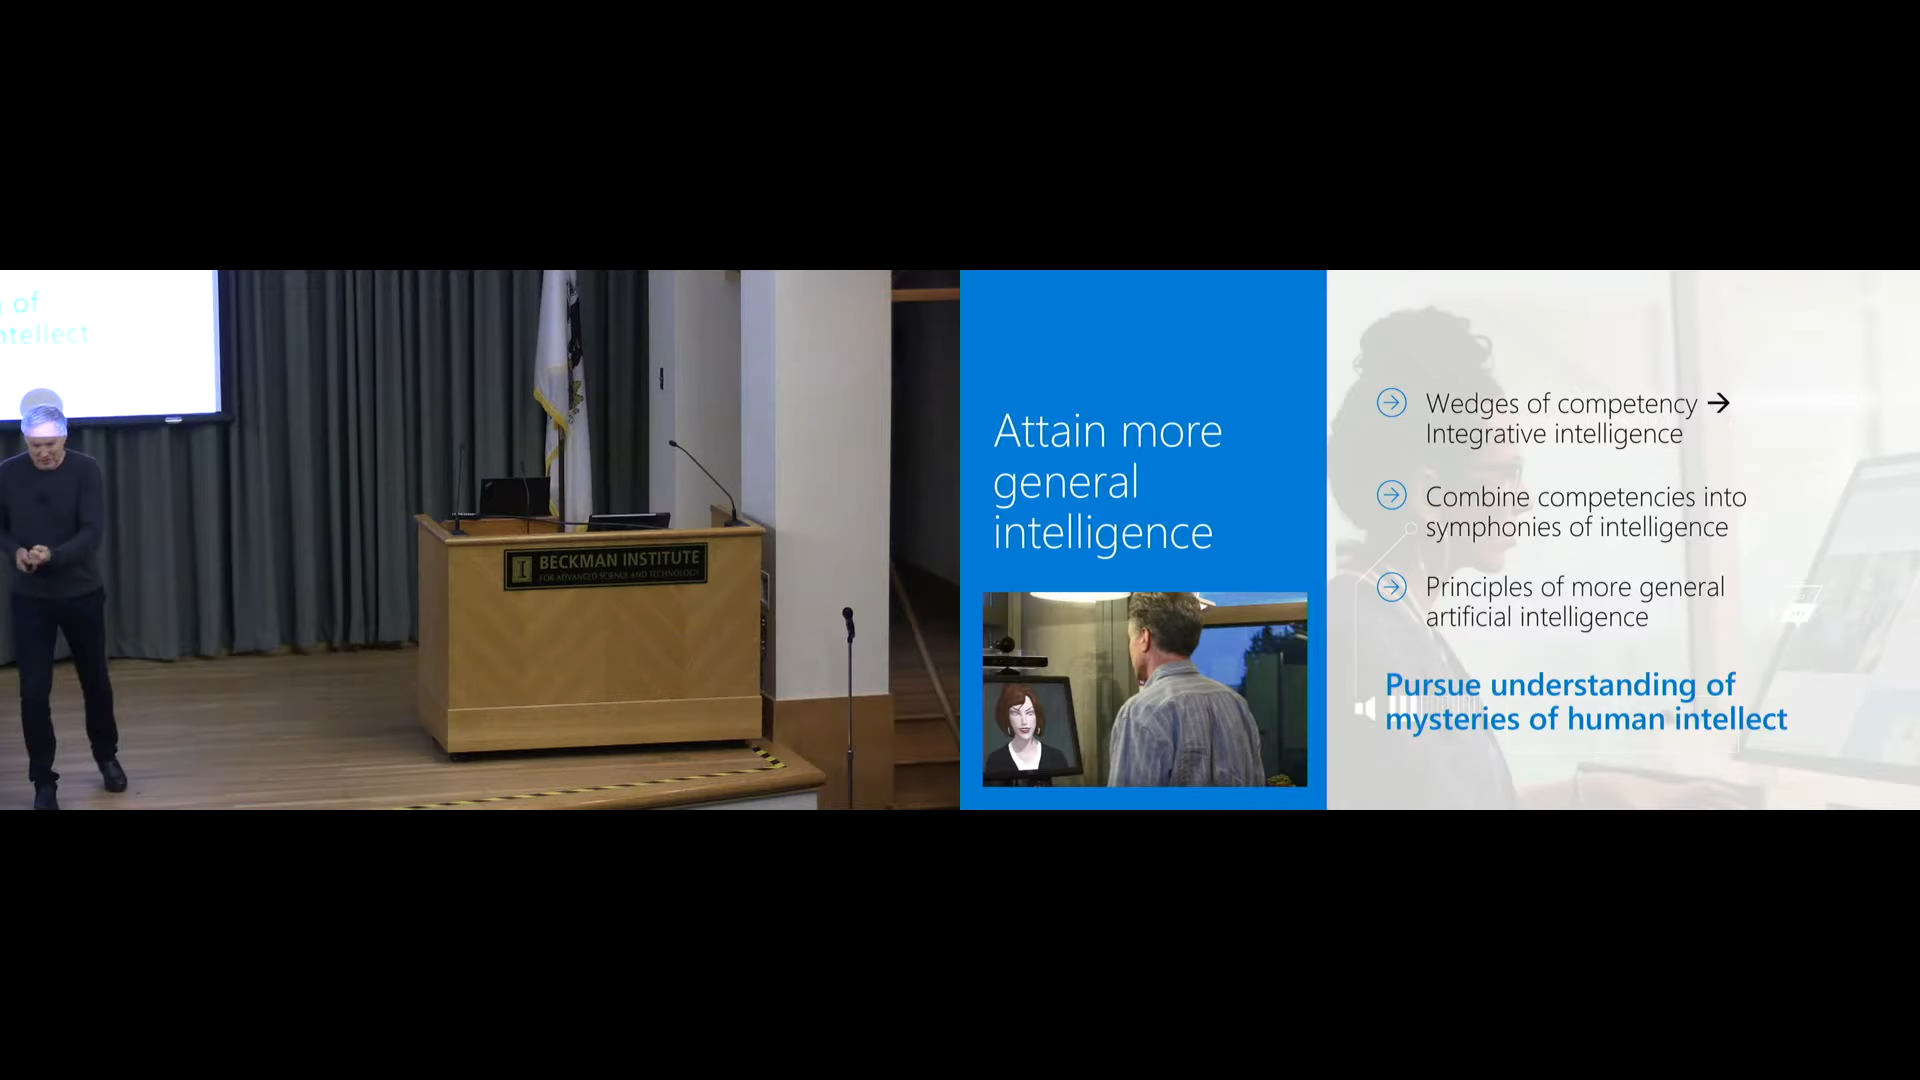 of
ntellect
BECKMAN INSTITUTE
FOR ADVANCED SCIENCE AND TECHNOLOGY
Attain more
general
intelligence
Wedges of competency →
Integrative intelligence
Combine competencies into
symphonies of intelligence
Principles of more general
artificial intelligence
Pursue understanding of
mysteries of human intellect